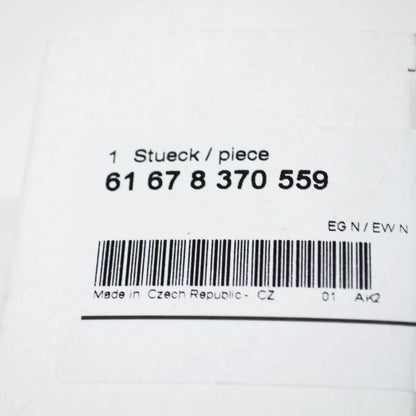 1 Stueck / piece
61 67 8 370 559
EG N / EW N
Made in Czech Republic - CZ 01 AK2